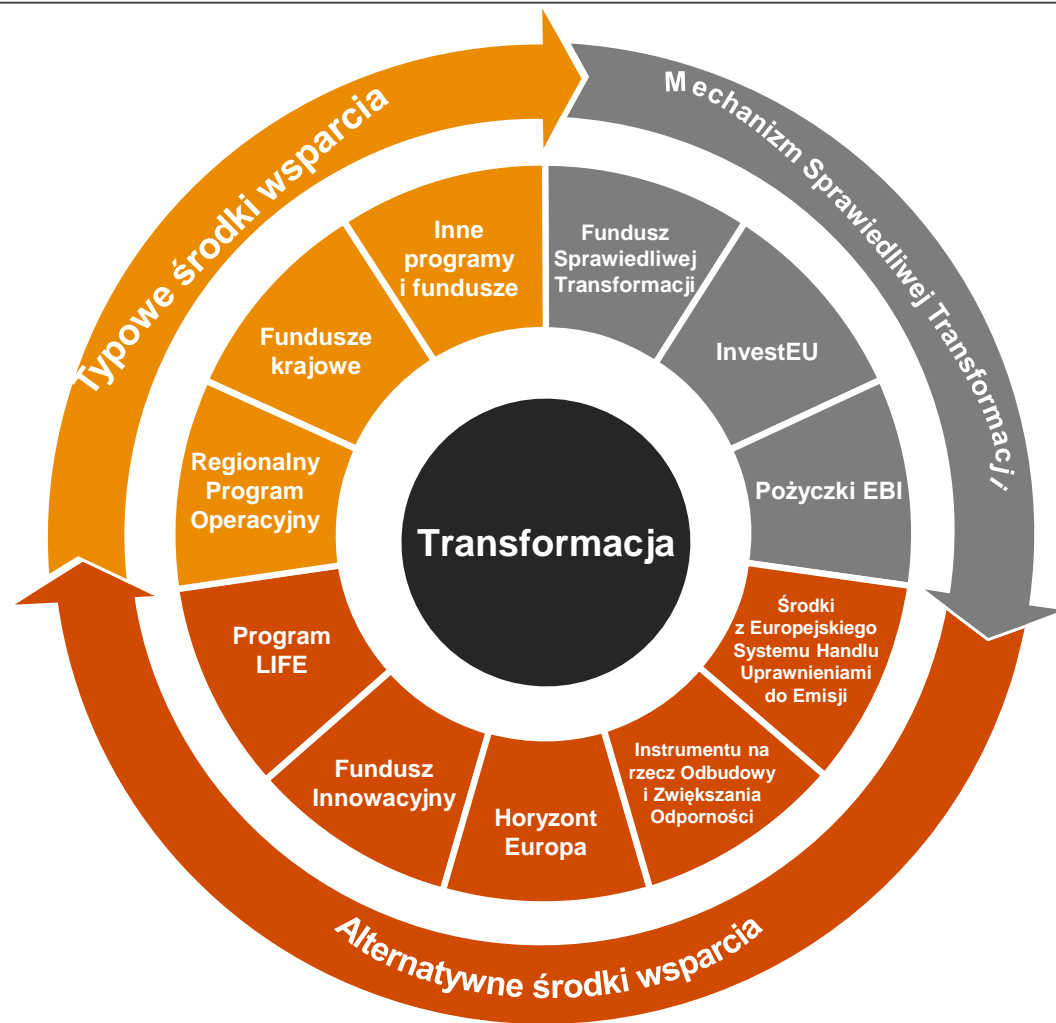 Typowe środki wsparcia
Mechanizm Sprawiedliwej Transformacji
Inne
programy
i fundusze
Fundusz
Sprawiedliwej
Transformacji
Fundusze
krajowe
InvestEU
Regionalny
Program
Operacyjny
Pożyczki EBI
Transformacja
Program
LIFE
Środki
z Europejskiego
Systemu Handlu
Uprawnieniami
do Emisji
Fundusz
Innowacyjny
Horyzont
Europa
Instrumentu na
rzecz Odbudowy
i Zwiększania
Odporności
Alternatywne środki wsparcia